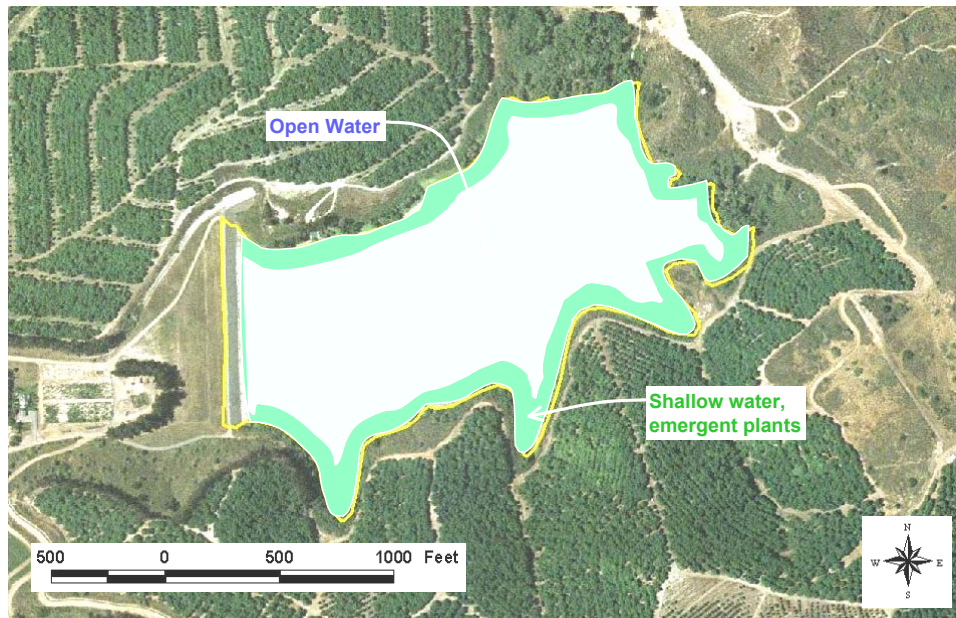 Open Water
Shallow water,
emergent plants
500 0 500 1000 Feet
N
W E
S